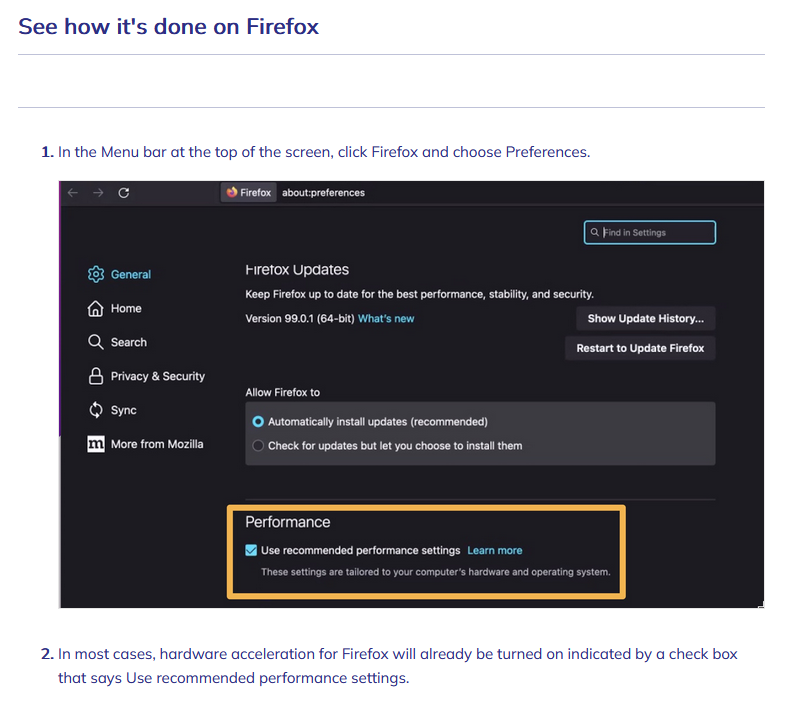 See how it's done on Firefox
1. In the Menu bar at the top of the screen, click Firefox and choose Preferences.
Firefox about:preferences
Find in Settings
General
Home
Search
Privacy & Security
Sync
m More from Mozilla
Firefox Updates
Keep Firefox up to date for the best performance, stability, and security.
Version 99.0.1 (64-bit) What's new
Show Update History...
Restart to Update Firefox
Allow Firefox to
Automatically install updates (recommended)
Check for updates but let you choose to install them
Performance
Use recommended performance settings Learn more
These settings are tailored to your computer's hardware and operating system.
2. In most cases, hardware acceleration for Firefox will already be turned on indicated by a check box
that says Use recommended performance settings.